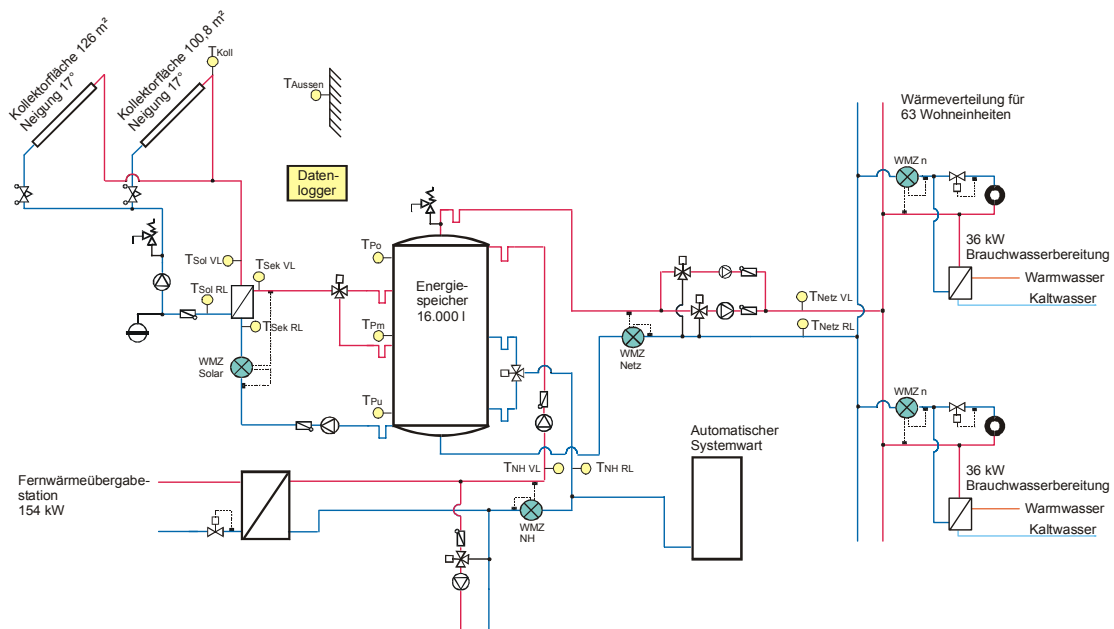 Kollektorfläche 126 m²
Neigung 17°
Kollektorfläche 100,8 m²
Neigung 17°
TKoll
TAussen
Daten-
logger
Wärmeverteilung für
63 Wohneinheiten
WMZ n
36 kW
Brauchwasserbereitung
Warmwasser
Kaltwasser
TSol VL
TSek VL
TSol RL
TSek RL
WMZ
Solar
TPo
TPm
TPu
Energie-
speicher
16.000 l
WMZ
Netz
TNetz VL
TNetz RL
WMZ n
36 kW
Brauchwasserbereitung
Warmwasser
Kaltwasser
Automatischer
Systemwart
TNH VL
TNH RL
WMZ
NH
Fernwärmeübergabe-
station
154 kW